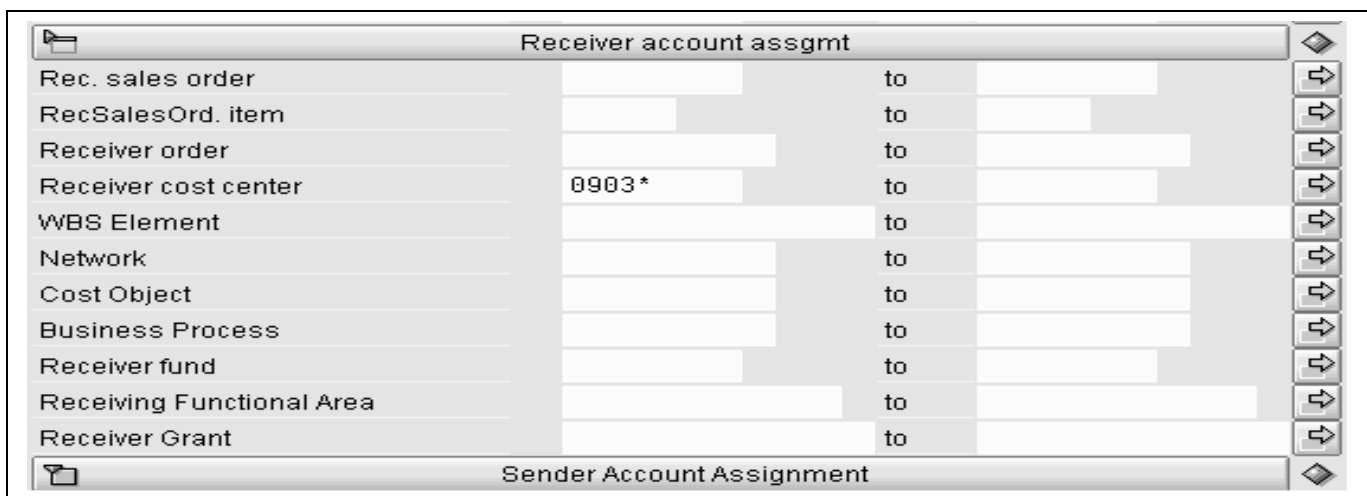 Receiver account assgmt
Rec. sales order to
RecSalesOrd. item to
Receiver order to
Receiver cost center 0903* to
WBS Element to
Network to
Cost Object to
Business Process to
Receiver fund to
Receiving Functional Area to
Receiver Grant to
Sender Account Assignment